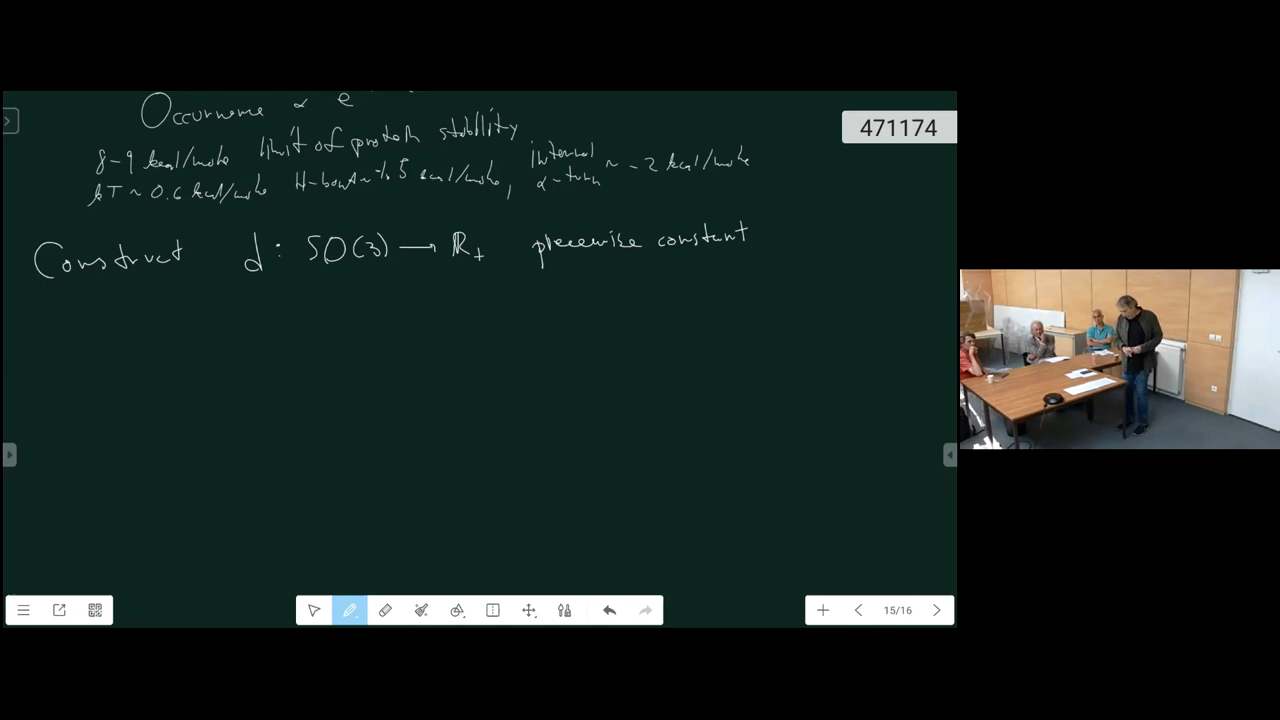 Occurrence ∝ e
471174
8-9 kcal/mole limit of protein stability
kT ~ 0.6 kcal/mole H-bond ~ 5 kcal/mole, internal α-turn ~ -2 kcal/mole
Construct d: SO(3) → ℝ₊ piecewise constant
15/16